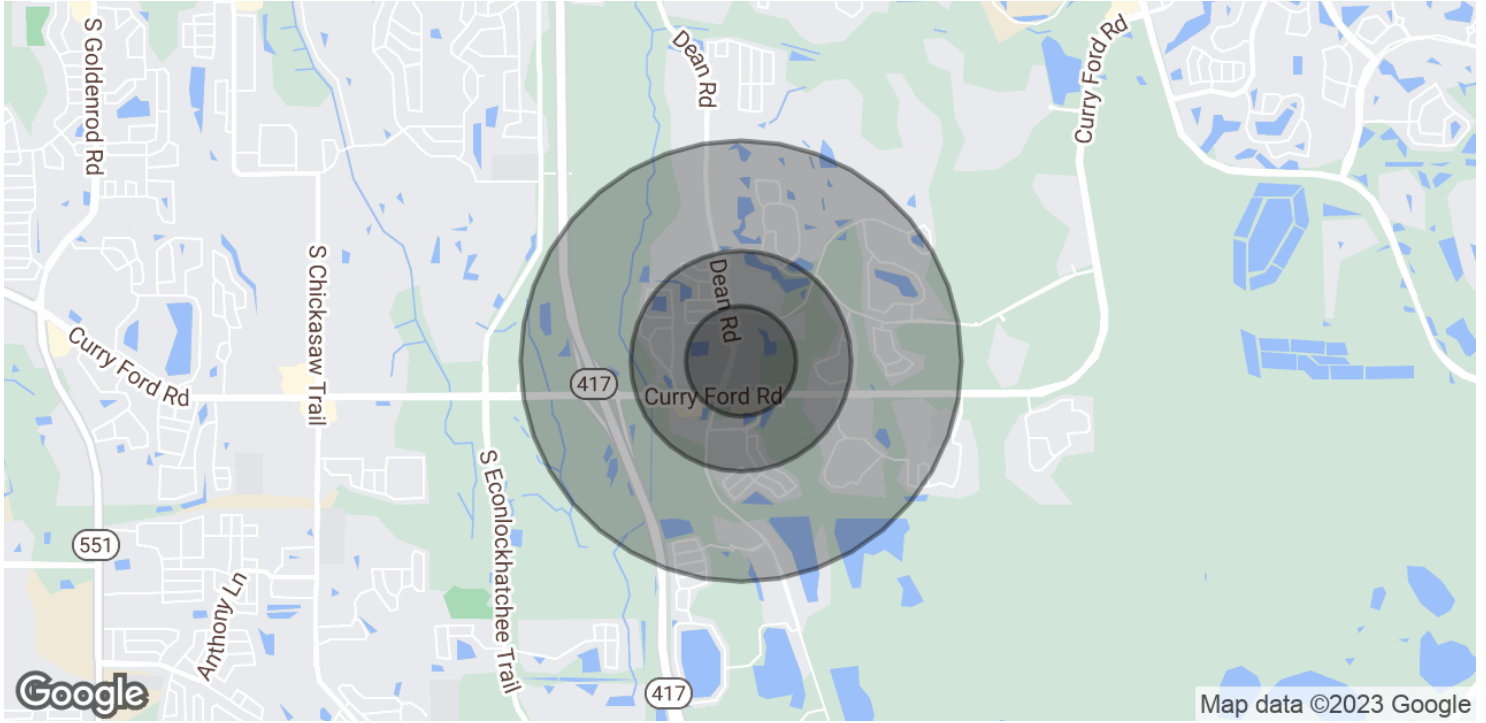 S Goldenrod Rd
Dean Rd
Curry Ford Rd
S Chickasaw Trail
Dean Rd
Curry Ford Rd
417
Curry Ford Rd
S Econlockhatchee Trail
551
Anthony Ln
417
Google
Map data ©2023 Google